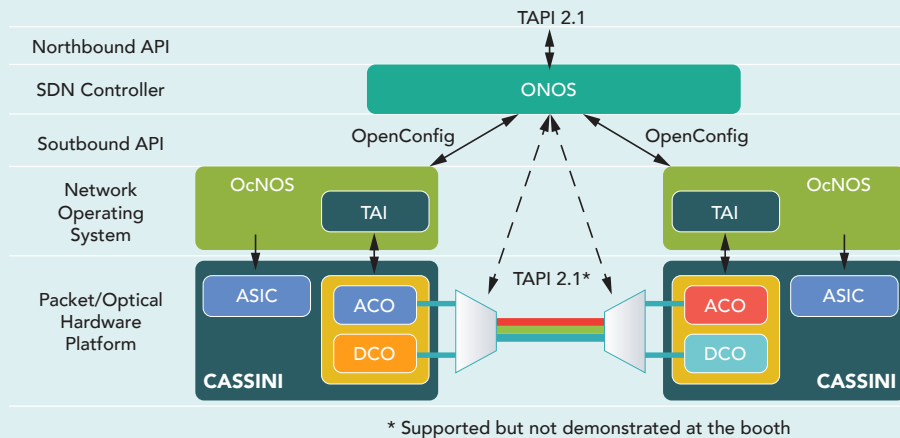 TAPI 2.1
Northbound API
SDN Controller
ONOS
Soutbound API
OpenConfig
OpenConfig
Network
Operating
System
OcNOS
TAI
OcNOS
TAI
TAPI 2.1*
Packet/Optical
Hardware
Platform
ASIC
ACO
DCO
CASSINI
ACO
DCO
ASIC
CASSINI
* Supported but not demonstrated at the booth